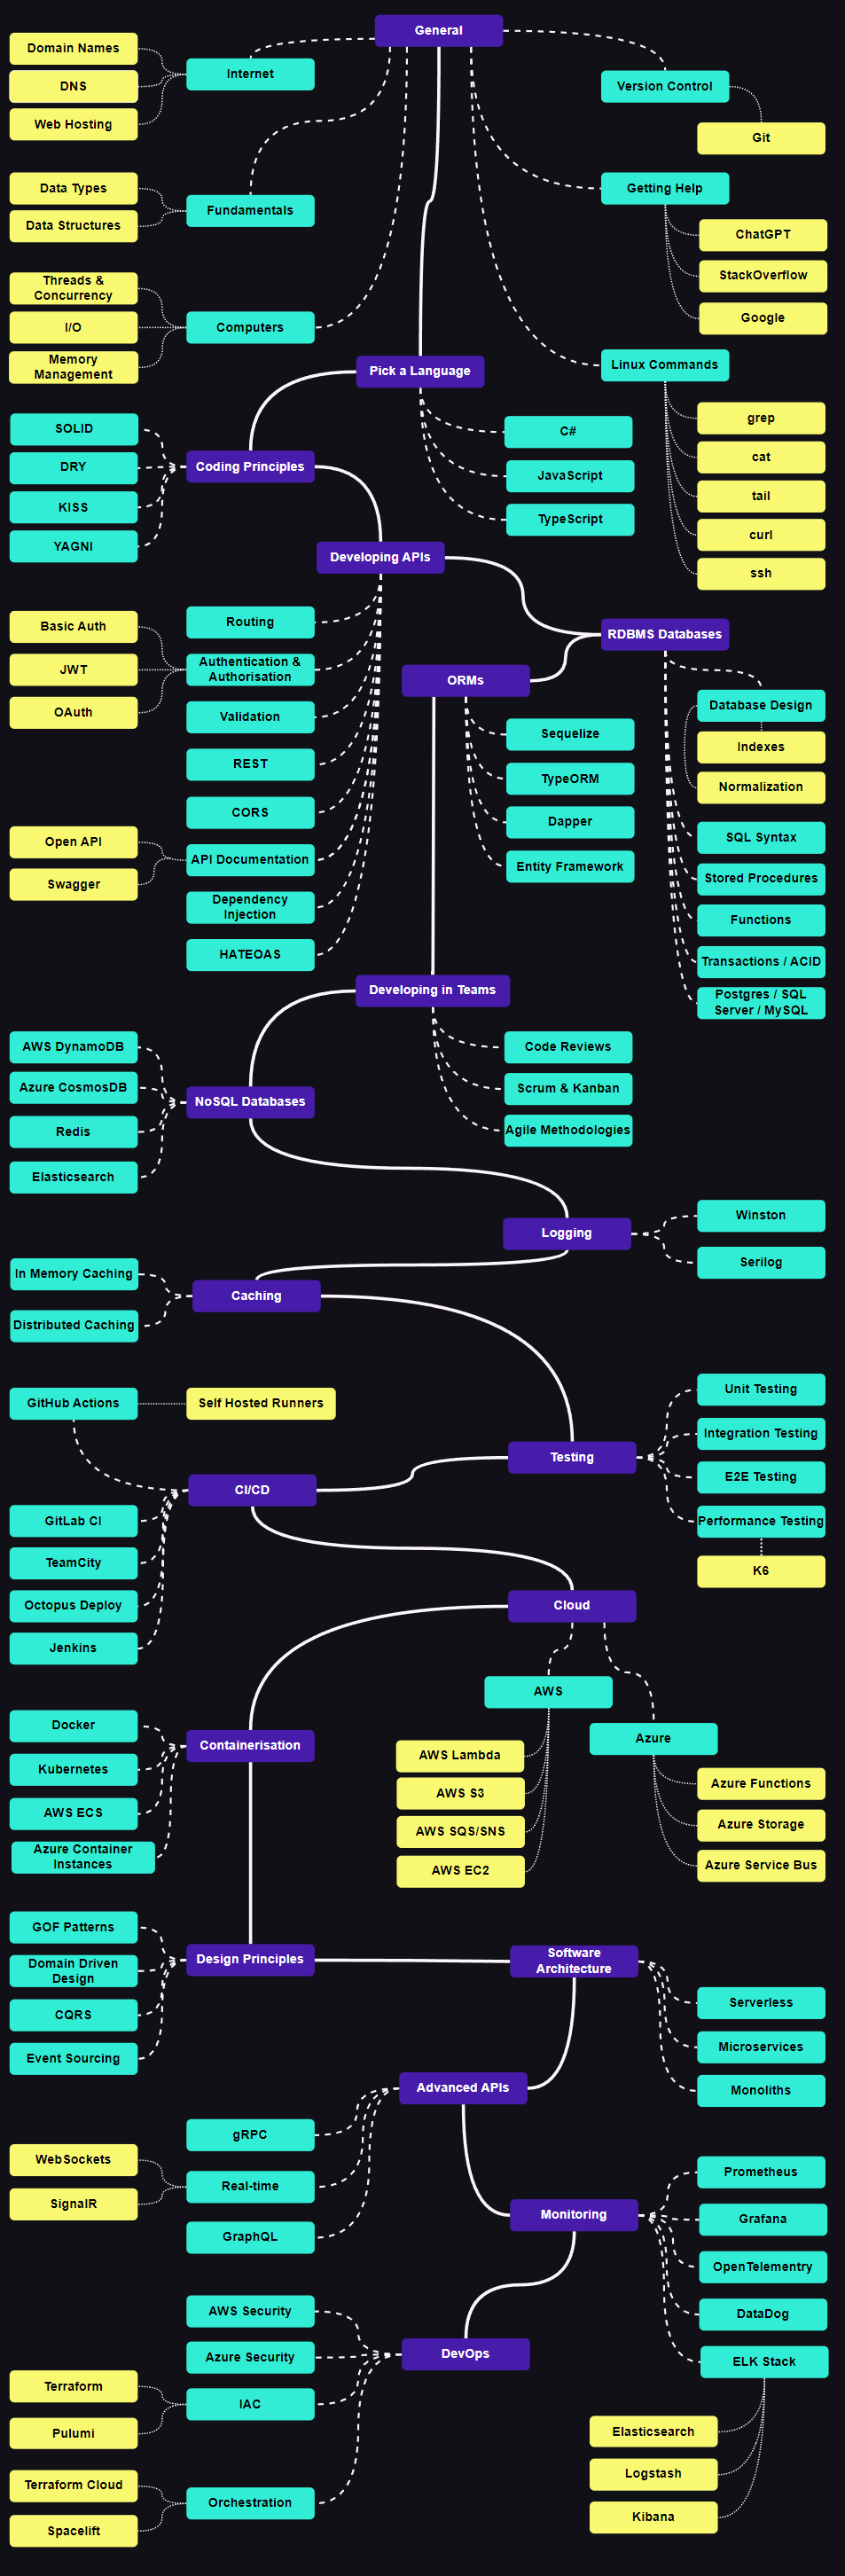 General
Domain Names
DNS
Web Hosting
Internet
Version Control
Git
Data Types
Data Structures
Fundamentals
Getting Help
ChatGPT
StackOverflow
Google
Threads &
Concurrency
I/O
Memory
Management
Computers
Pick a Language
Linux Commands
grep
cat
tail
curl
ssh
C#
JavaScript
TypeScript
SOLID
DRY
KISS
YAGNI
Coding Principles
Developing APIs
Routing
Basic Auth
JWT
OAuth
Authentication &
Authorisation
Validation
REST
CORS
Open API
Swagger
API Documentation
Dependency
Injection
HATEOAS
RDBMS Databases
ORMs
Sequelize
TypeORM
Dapper
Entity Framework
Database Design
Indexes
Normalization
SQL Syntax
Stored Procedures
Functions
Transactions / ACID
Postgres / SQL
Server / MySQL
Developing in Teams
Code Reviews
Scrum & Kanban
Agile Methodologies
AWS DynamoDB
Azure CosmosDB
Redis
Elasticsearch
NoSQL Databases
Logging
Winston
Serilog
In Memory Caching
Distributed Caching
Caching
Testing
Unit Testing
Integration Testing
E2E Testing
Performance Testing
K6
GitHub Actions
Self Hosted Runners
CI/CD
GitLab CI
TeamCity
Octopus Deploy
Jenkins
Cloud
AWS
AWS Lambda
AWS S3
AWS SQS/SNS
AWS EC2
Azure
Azure Functions
Azure Storage
Azure Service Bus
Docker
Kubernetes
AWS ECS
Azure Container
Instances
Containerisation
GOF Patterns
Domain Driven
Design
CQRS
Event Sourcing
Design Principles
Software
Architecture
Serverless
Microservices
Monoliths
Advanced APIs
gRPC
WebSockets
SignalR
Real-time
GraphQL
Monitoring
Prometheus
Grafana
OpenTelementry
DataDog
ELK Stack
Elasticsearch
Logstash
Kibana
DevOps
AWS Security
Azure Security
Terraform
Pulumi
IAC
Terraform Cloud
Spacelift
Orchestration